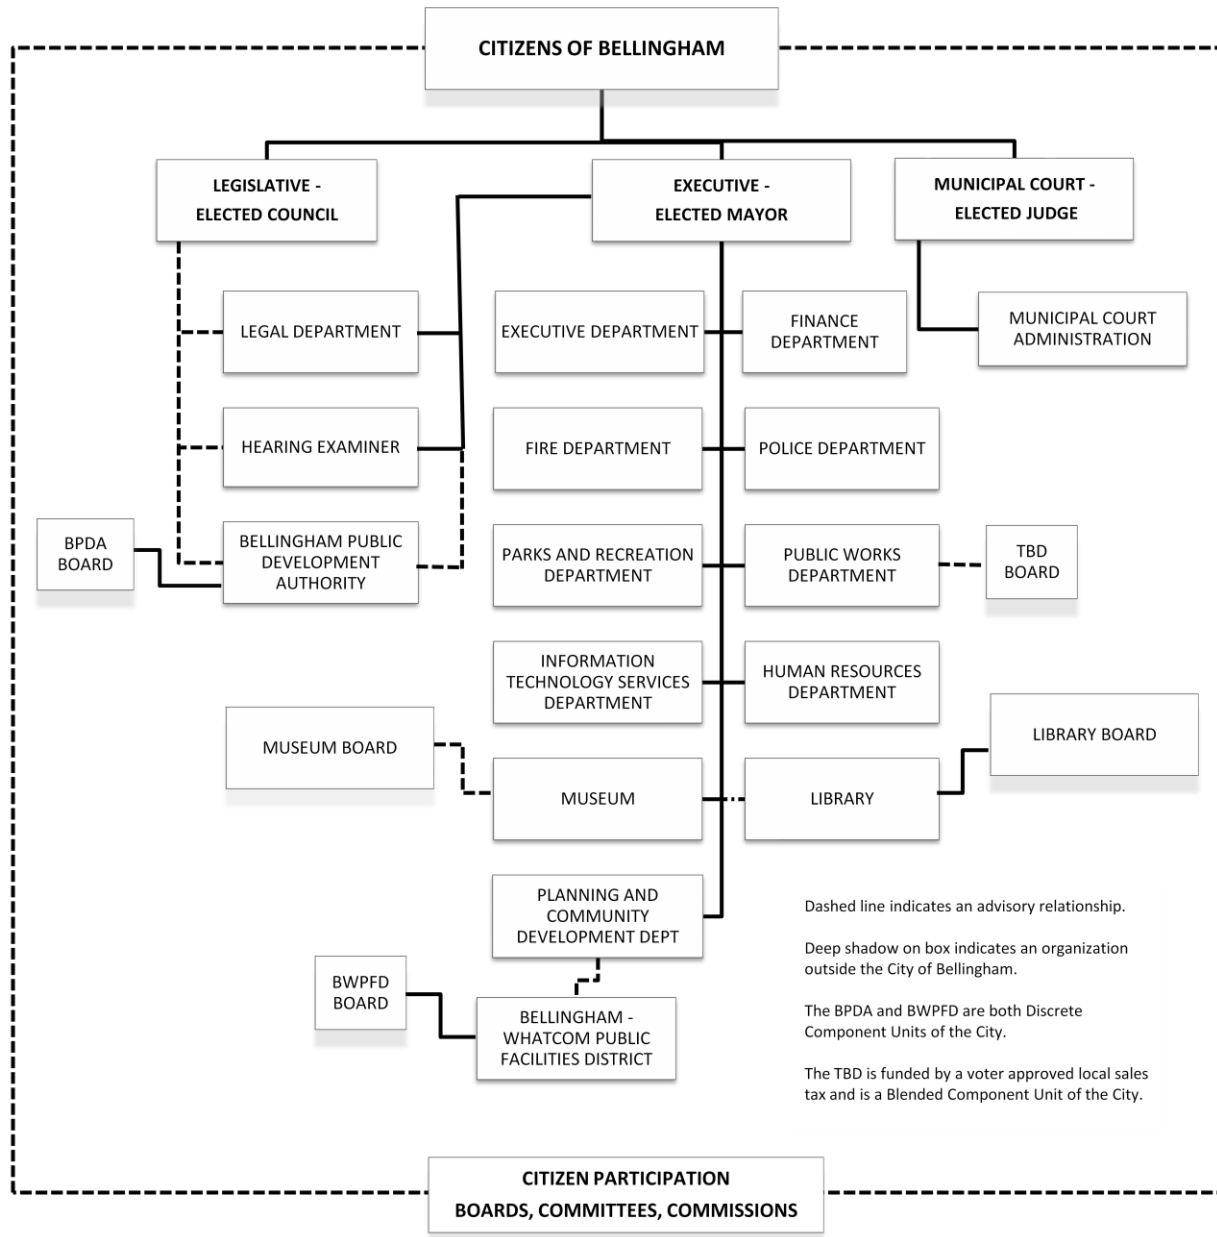 CITIZENS OF BELLINGHAM
LEGISLATIVE -
ELECTED COUNCIL
EXECUTIVE -
ELECTED MAYOR
MUNICIPAL COURT -
ELECTED JUDGE
LEGAL DEPARTMENT
EXECUTIVE DEPARTMENT
FINANCE
DEPARTMENT
MUNICIPAL COURT
ADMINISTRATION
HEARING EXAMINER
FIRE DEPARTMENT
POLICE DEPARTMENT
BPDA
BOARD
BELLINGHAM PUBLIC
DEVELOPMENT
AUTHORITY
PARKS AND RECREATION
DEPARTMENT
PUBLIC WORKS
DEPARTMENT
TBD
BOARD
INFORMATION
TECHNOLOGY SERVICES
DEPARTMENT
HUMAN RESOURCES
DEPARTMENT
MUSEUM BOARD
LIBRARY BOARD
MUSEUM
LIBRARY
PLANNING AND
COMMUNITY
DEVELOPMENT DEPT
BWPFD
BOARD
BELLINGHAM -
WHATCOM PUBLIC
FACILITIES DISTRICT
Dashed line indicates an advisory relationship.
Deep shadow on box indicates an organization
outside the City of Bellingham.
The BPDA and BWPFD are both Discrete
Component Units of the City.
The TBD is funded by a voter approved local sales
tax and is a Blended Component Unit of the City.
CITIZEN PARTICIPATION
BOARDS, COMMITTEES, COMMISSIONS